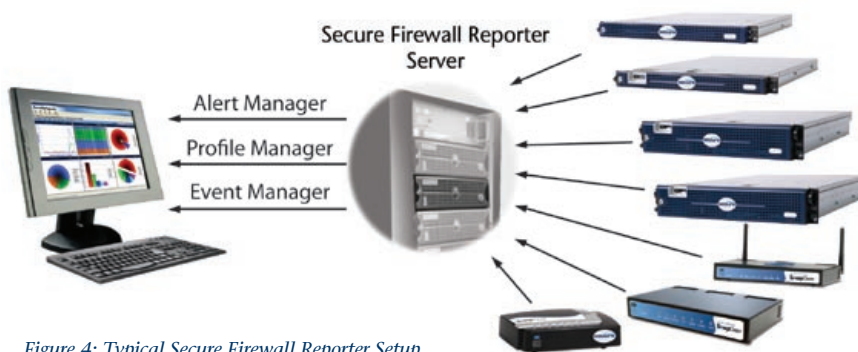 Secure Firewall Reporter
Server
Alert Manager
Profile Manager
Event Manager
Figure 4: Typical Secure Firewall Reporter Setup